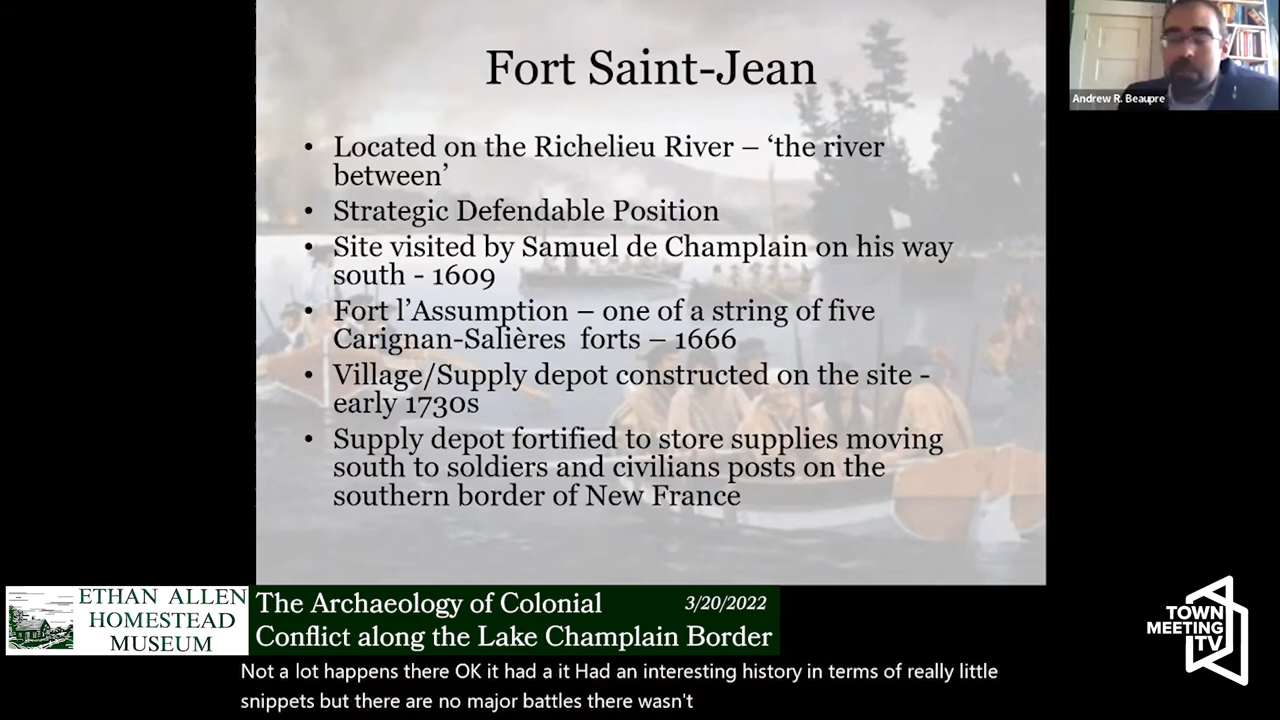 Fort Saint-Jean
Andrew R. Beaupre
• Located on the Richelieu River – ‘the river
between’
• Strategic Defendable Position
• Site visited by Samuel de Champlain on his way
south - 1609
• Fort l’Assumption – one of a string of five
Carignan-Salières  forts – 1666
• Village/Supply depot constructed on the site -
early 1730s
• Supply depot fortified to store supplies moving
south to soldiers and civilians posts on the
southern border of New France
ETHAN ALLEN
HOMESTEAD
MUSEUM
The Archaeology of Colonial 3/20/2022
Conflict along the Lake Champlain Border
TOWN
MEETING
TV
Not a lot happens there OK it had a it Had an interesting history in terms of really little
snippets but there are no major battles there wasn't